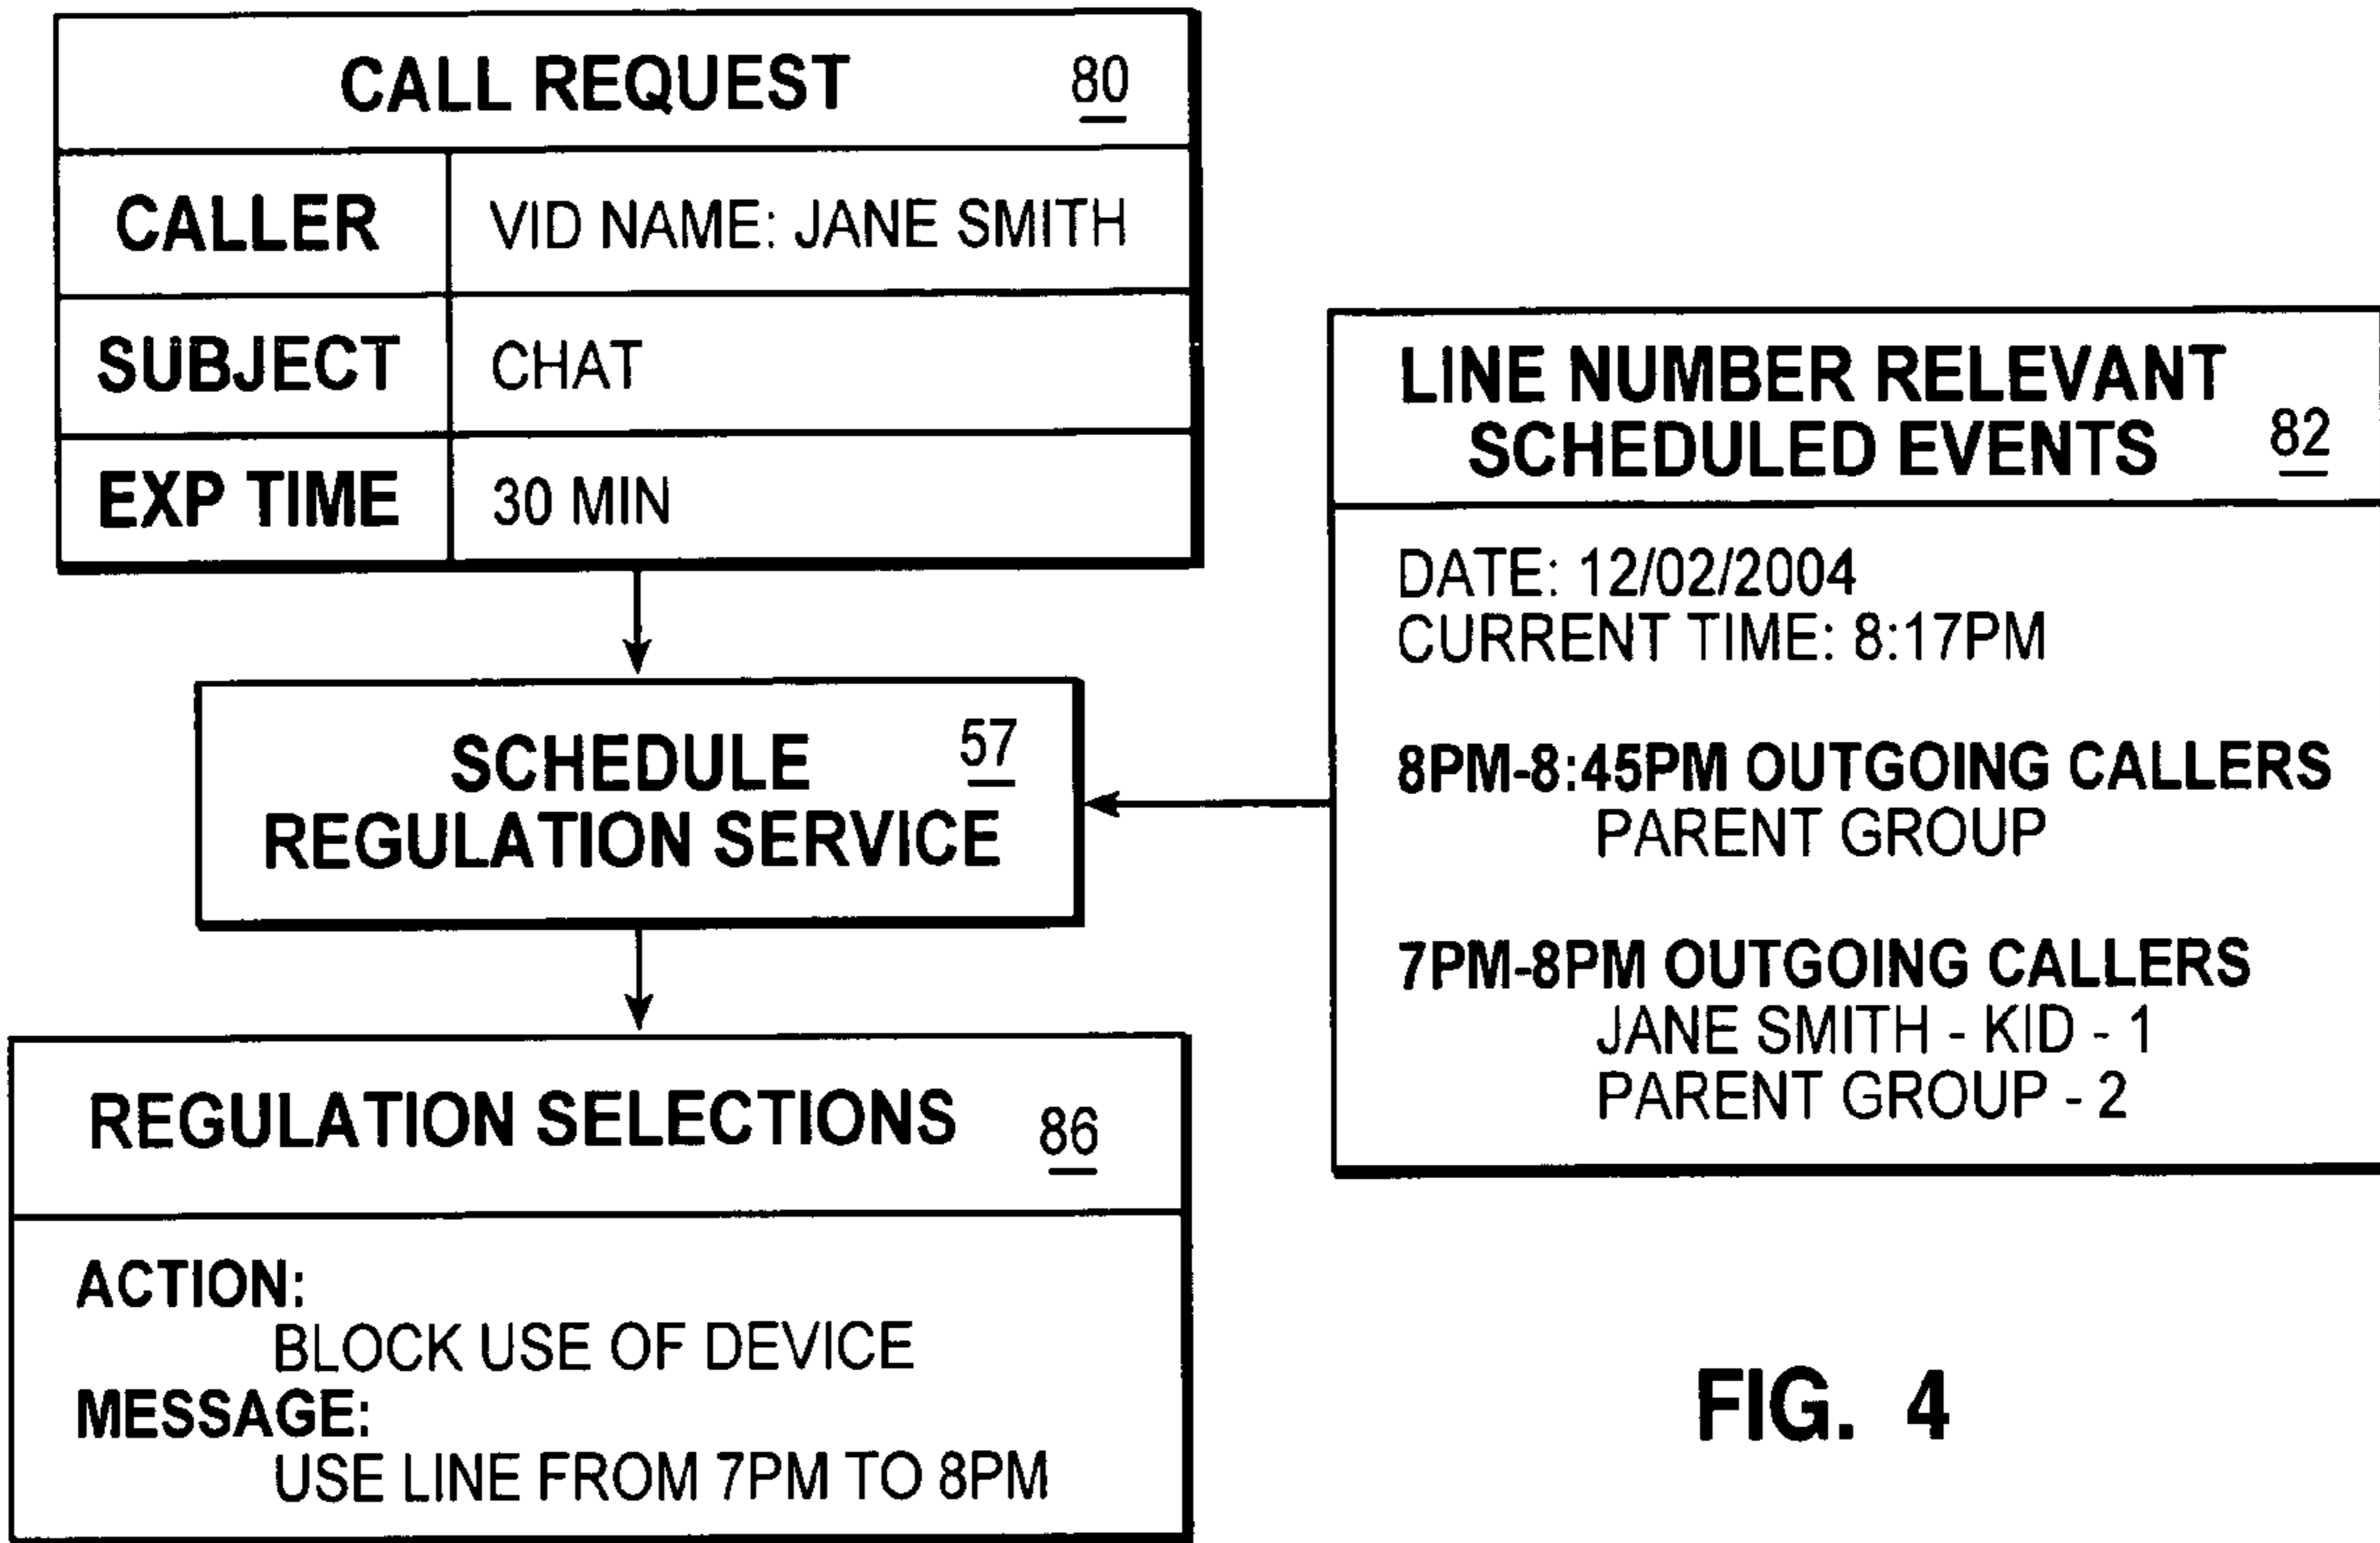 CALL REQUEST 80
CALLER VID NAME: JANE SMITH
SUBJECT CHAT
EXP TIME 30 MIN
LINE NUMBER RELEVANT
SCHEDULED EVENTS 82
DATE: 12/02/2004
CURRENT TIME: 8:17PM
8PM-8:45PM OUTGOING CALLERS
PARENT GROUP
7PM-8PM OUTGOING CALLERS
JANE SMITH - KID - 1
PARENT GROUP - 2
SCHEDULE 57
REGULATION SERVICE
REGULATION SELECTIONS 86
ACTION:
BLOCK USE OF DEVICE
MESSAGE:
USE LINE FROM 7PM TO 8PM
FIG. 4